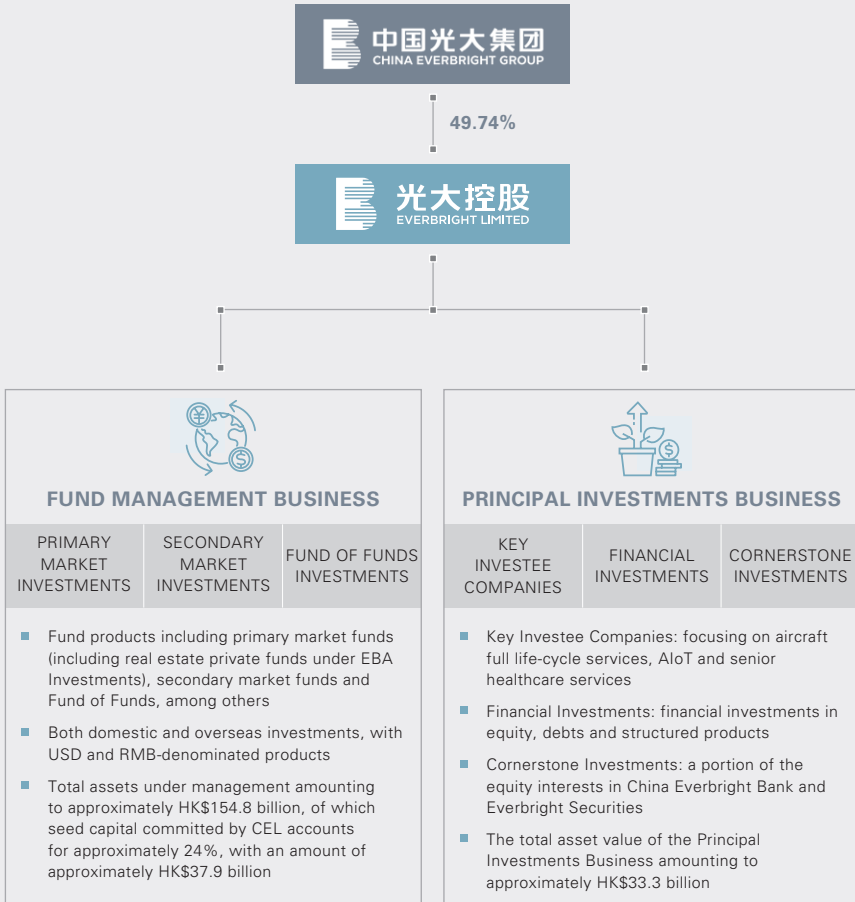 中国光大集团
CHINA EVERBRIGHT GROUP
49.74%
光大控股
EVERBRIGHT LIMITED
FUND MANAGEMENT BUSINESS
PRIMARY
MARKET
INVESTMENTS
SECONDARY
MARKET
INVESTMENTS
FUND OF FUNDS
INVESTMENTS
Fund products including primary market funds
(including real estate private funds under EBA
Investments), secondary market funds and
Fund of Funds, among others
Both domestic and overseas investments, with
USD and RMB-denominated products
Total assets under management amounting
to approximately HK$154.8 billion, of which
seed capital committed by CEL accounts
for approximately 24%, with an amount of
approximately HK$37.9 billion
PRINCIPAL INVESTMENTS BUSINESS
KEY
INVESTEE
COMPANIES
FINANCIAL
INVESTMENTS
CORNERSTONE
INVESTMENTS
Key Investee Companies: focusing on aircraft
full life-cycle services, AIoT and senior
healthcare services
Financial Investments: financial investments in
equity, debts and structured products
Cornerstone Investments: a portion of the
equity interests in China Everbright Bank and
Everbright Securities
The total asset value of the Principal
Investments Business amounting to
approximately HK$33.3 billion